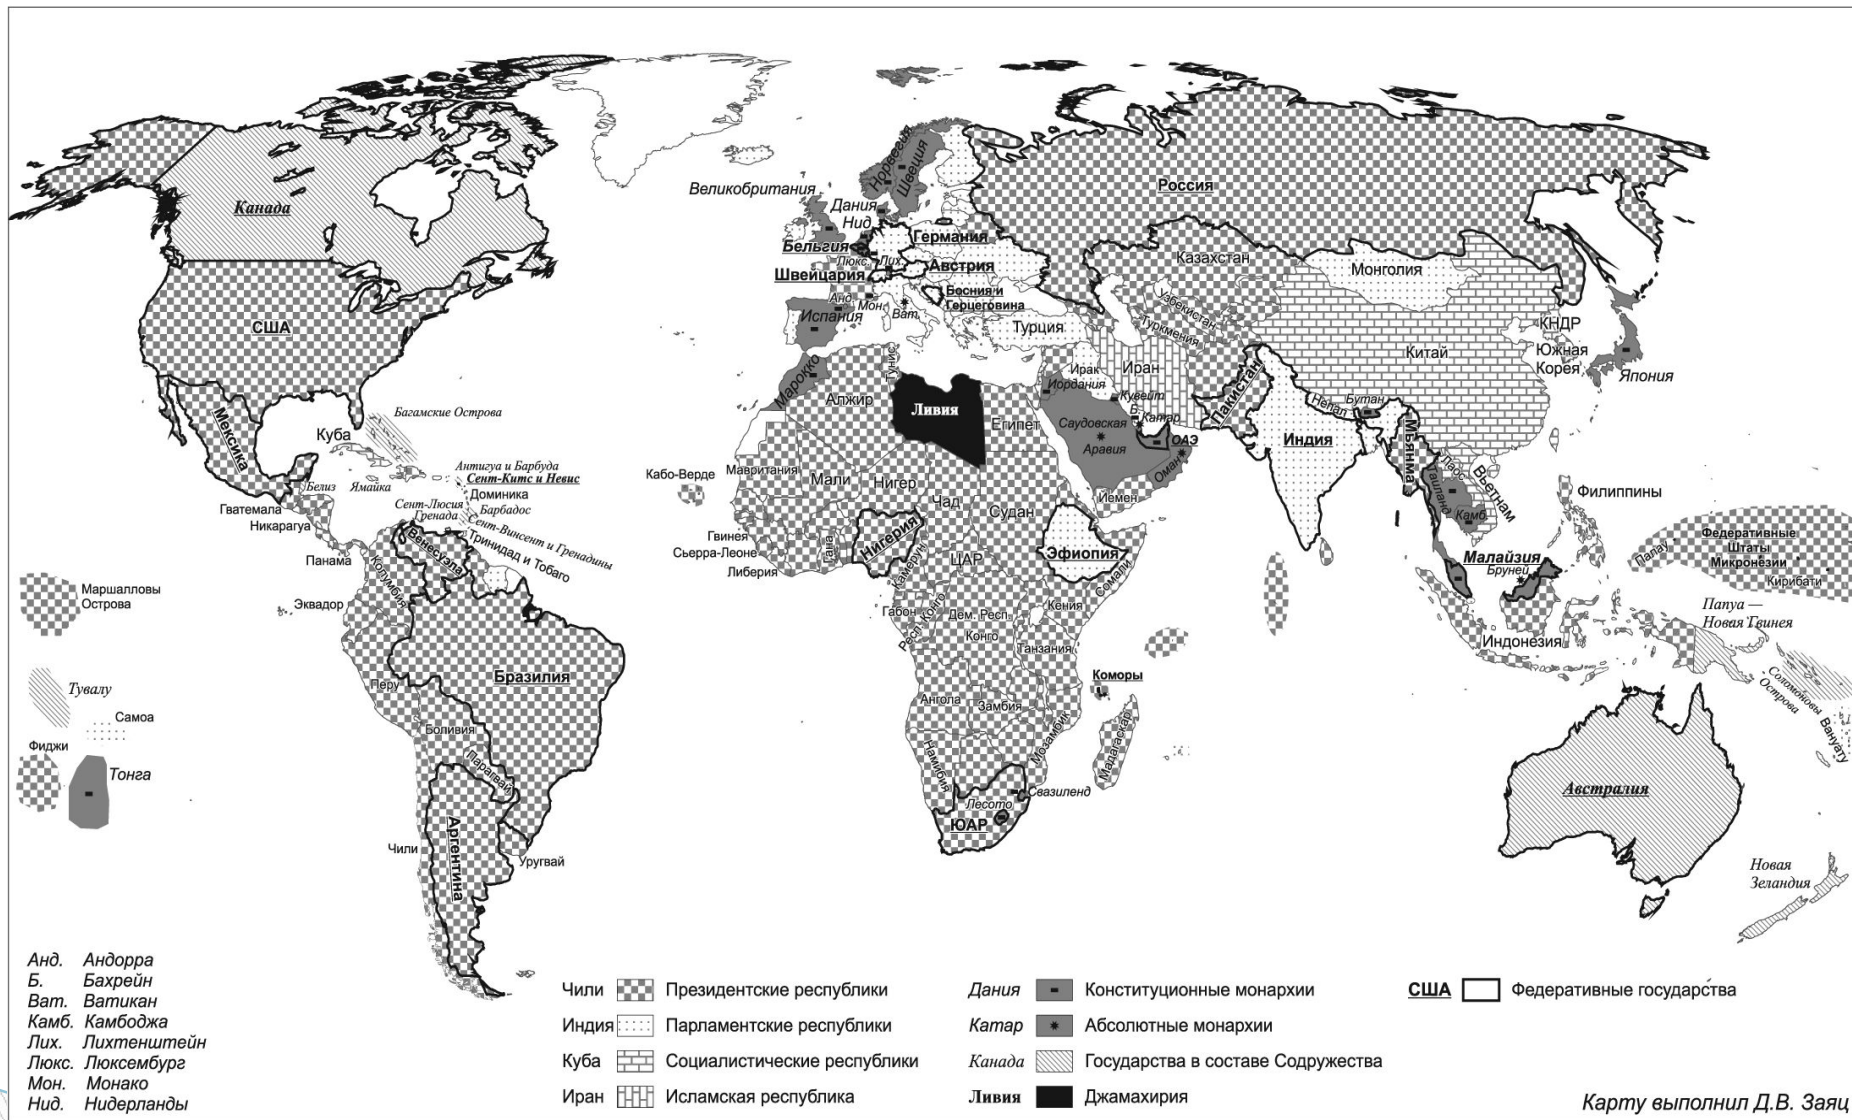 Канада
США
Мексика
Куба
Багамские Острова
Антигуа и Барбуда
Сент-Китс и Невис
Белиз
Ямайка
Доминика
Барбадос
Гватемала
Никарагуа
Сент-Люсия
Гренада
Сент-Винсент и Гренадины
Тринидад и Тобаго
Панама
Венесуэла
Колумбия
Эквадор
Перу
Бразилия
Боливия
Парагвай
Чили
Аргентина
Уругвай
Маршалловы
Острова
Тувалу
Самоа
Фиджи
Тонга
Великобритания
Норвегия
Швеция
Дания
Нид.
Бельгия
Германия
Люкс.
Лих.
Австрия
Швейцария
Анд.
Мон.
Ват.
Босния и
Герцеговина
Испания
Турция
Россия
Казахстан
Узбекистан
Туркмения
Монголия
Китай
КНДР
Южная
Корея
Япония
Марокко
Алжир
Тунис
Ливия
Египет
Ирак
Иордания
Иран
Кувейт
Б.
Катар
Саудовская
Аравия
ОАЭ
Оман
Йемен
Пакистан
Индия
Непал
Бутан
Мьянма
Лаос
Таиланд
Вьетнам
Камб.
Филиппины
Кабо-Верде
Мавритания
Мали
Нигер
Чад
Судан
Гвинея
Сьерра-Леоне
Либерия
Гана
Нигерия
Камерун
ЦАР
Эфиопия
Сомали
Габон
Респ. Конго
Дем. Респ.
Конго
Кения
Танзания
Коморы
Ангола
Замбия
Мозамбик
Мадагаскар
Намибия
Свазиленд
Лесото
ЮАР
Малайзия
Бруней
Индонезия
Палау
Федеративные
Штаты
Микронезии
Кирибати
Папуа —
Новая Гвинея
Соломоновы
Острова
Вануату
Австралия
Новая
Зеландия
Анд. Андорра
Б. Бахрейн
Ват. Ватикан
Камб. Камбоджа
Лих. Лихтенштейн
Люкс. Люксембург
Мон. Монако
Нид. Нидерланды
Чили Президентские республики
Индия Парламентские республики
Куба Социалистические республики
Иран Исламская республика
Дания Конституционные монархии
Катар Абсолютные монархии
Канада Государства в составе Содружества
Ливия Джамахирия
США Федеративные государства
Карту выполнил Д.В. Заяц